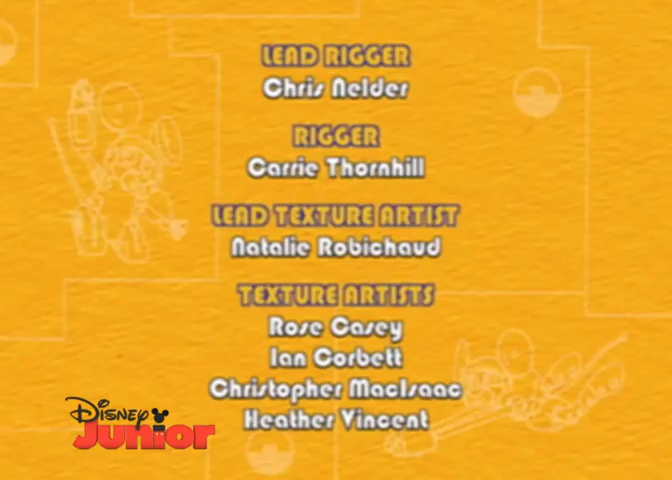 LEAD RIGGER
Chris Nelder
RIGGER
Carrie Thornhill
LEAD TEXTURE ARTIST
Natalie Robichaud
TEXTURE ARTISTS
Rose Casey
Ian Corbett
Christopher MacIsaac
Heather Vincent
Disney
Junior